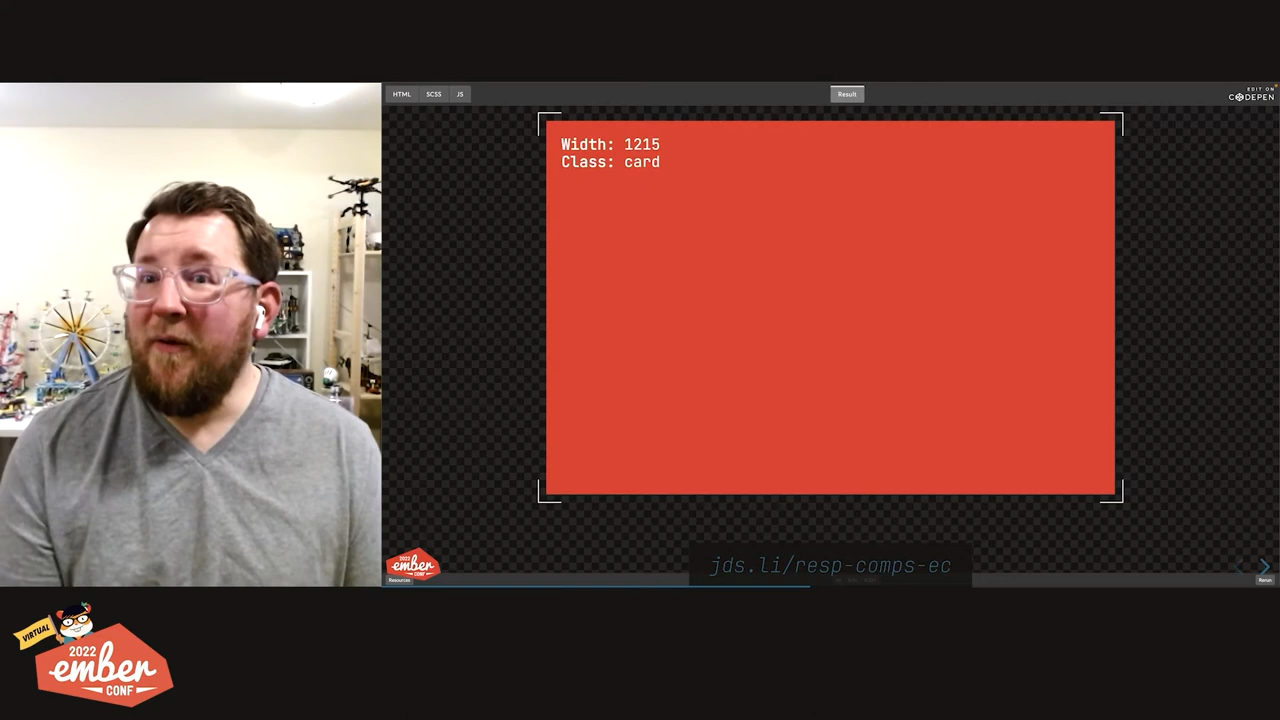 HTML
SCSS
JS
Result
EDIT ON
CODEPEN
Width: 1215
Class: card
2022
ember
CONF
jds.li/resp-comps-ec
Resources
Rerun
VIRTUAL
2022
ember
CONF